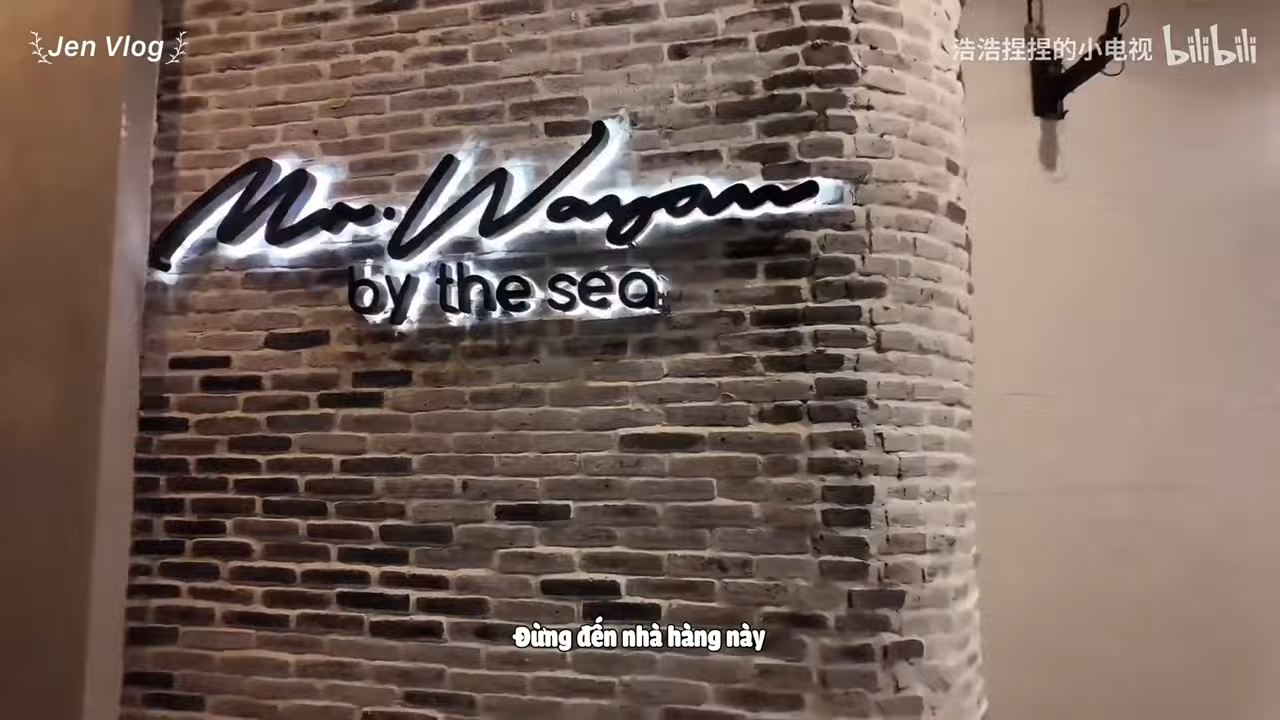 Jen Vlog
浩浩捏捏的小电视 bilibili
Mr. Wayan
by the sea
Đừng đến nhà hàng này